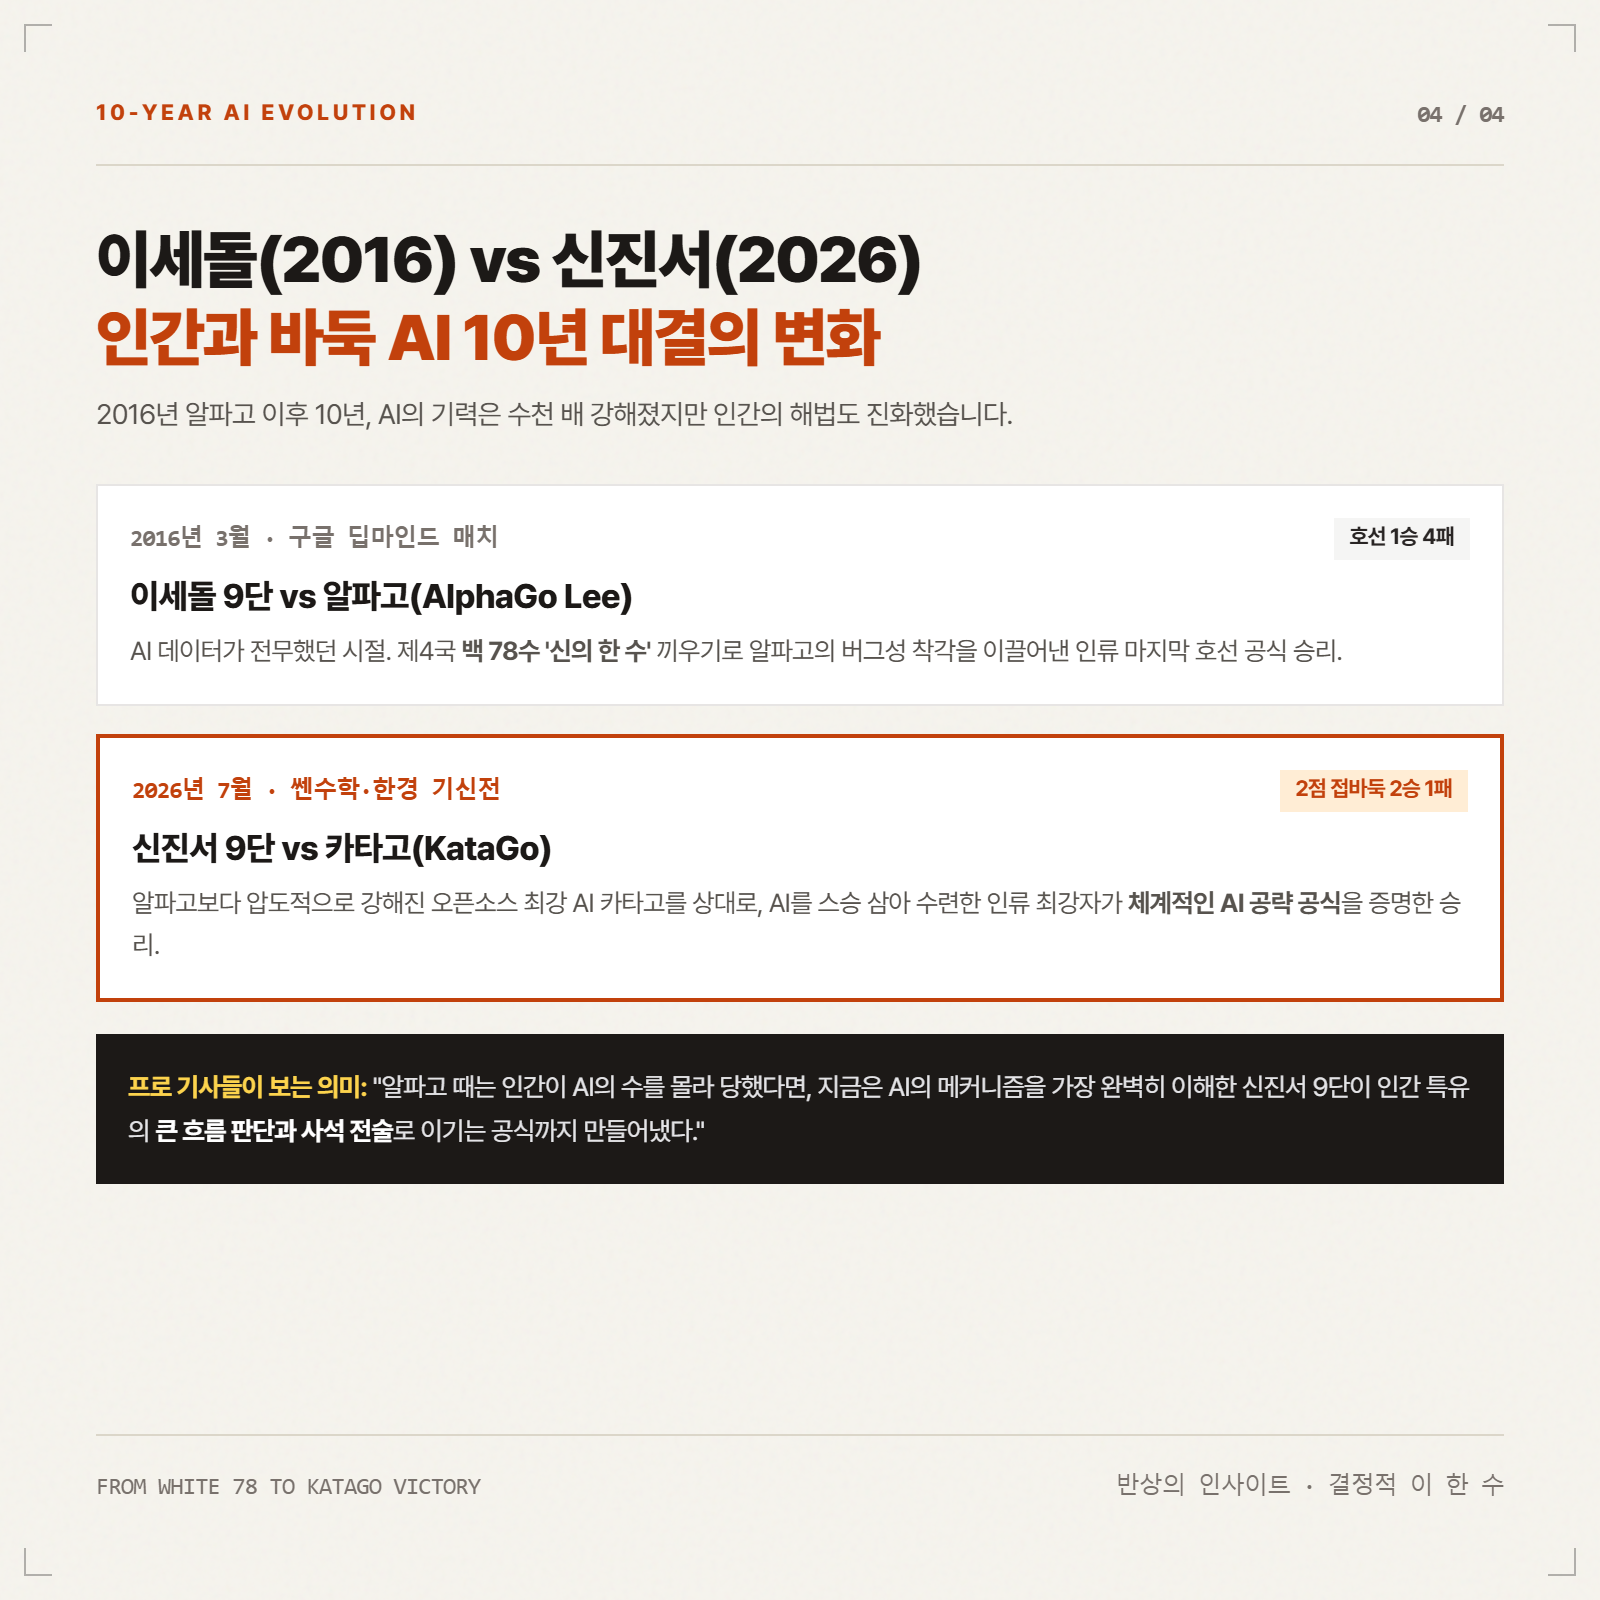 10-YEAR AI EVOLUTION
04 / 04
이세돌(2016) vs 신진서(2026)
인간과 바둑 AI 10년 대결의 변화
2016년 알파고 이후 10년, AI의 기력은 수천 배 강해졌지만 인간의 해법도 진화했습니다.
2016년 3월 · 구글 딥마인드 매치
호선 1승 4패
이세돌 9단 vs 알파고(AlphaGo Lee)
AI 데이터가 전무했던 시절. 제4국 백 78수 '신의 한 수' 끼우기로 알파고의 버그성 착각을 이끌어낸 인류 마지막 호선 공식 승리.
2026년 7월 · 쎈수학·한경 기신전
2점 접바둑 2승 1패
신진서 9단 vs 카타고(KataGo)
알파고보다 압도적으로 강해진 오픈소스 최강 AI 카타고를 상대로, AI를 스승 삼아 수련한 인류 최강자가 체계적인 AI 공략 공식을 증명한 승
리.
프로 기사들이 보는 의미: "알파고 때는 인간이 AI의 수를 몰라 당했다면, 지금은 AI의 메커니즘을 가장 완벽히 이해한 신진서 9단이 인간 특유
의 큰 흐름 판단과 사석 전술로 이기는 공식까지 만들어냈다."
FROM WHITE 78 TO KATAGO VICTORY
반상의 인사이트 · 결정적 이 한 수